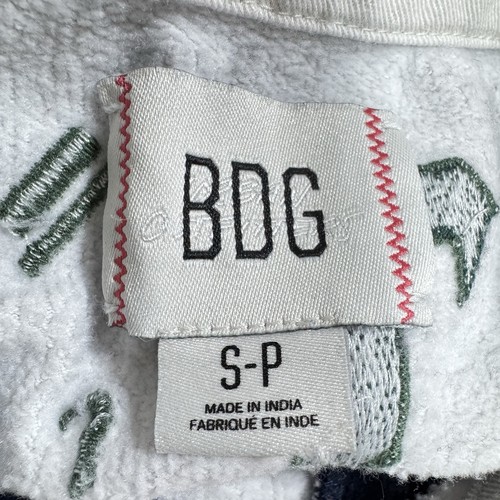 BDG
S-P
MADE IN INDIA
FABRIQUÉ EN INDE